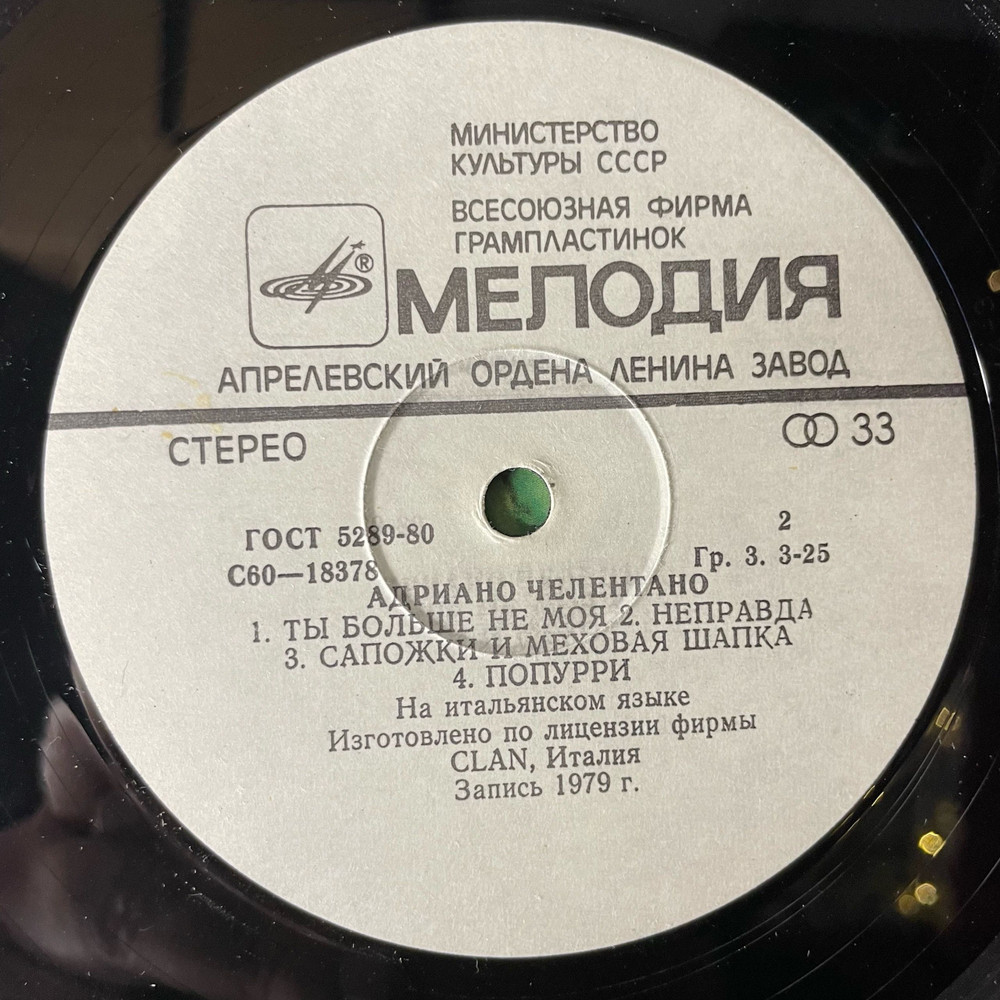 МИНИСТЕРСТВО
КУЛЬТУРЫ СССР
ВСЕСОЮЗНАЯ ФИРМА
ГРАМПЛАСТИНОК
®
МЕЛОДИЯ
АПРЕЛЕВСКИЙ ОРДЕНА ЛЕНИНА ЗАВОД
СТЕРЕО
33
ГОСТ 5289-80
2
С60—18378
Гр. 3. 3-25
АДРИАНО ЧЕЛЕНТАНО
1. ТЫ БОЛЬШЕ НЕ МОЯ 2. НЕПРАВДА
3. САПОЖКИ И МЕХОВАЯ ШАПКА
4. ПОПУРРИ
На итальянском языке
Изготовлено по лицензии фирмы
CLAN, Италия
Запись 1979 г.